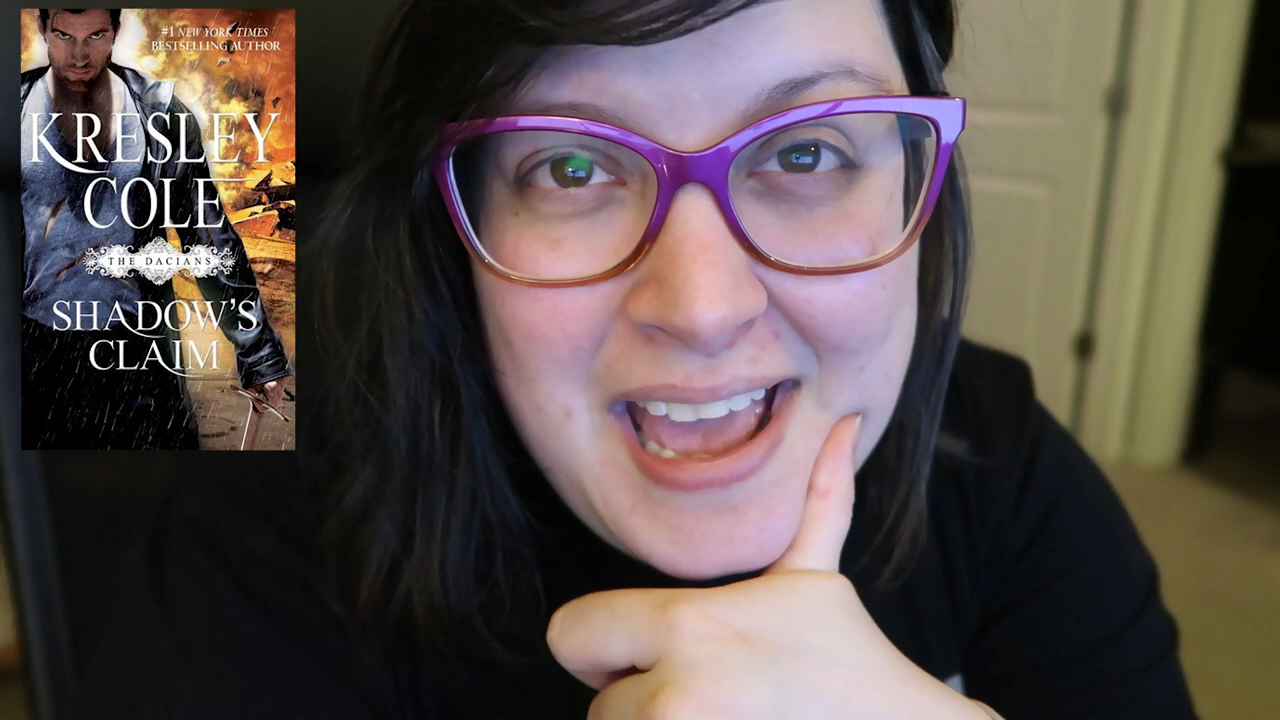 #1 NEW YORK TIMES
BESTSELLING AUTHOR
KRESLEY
COLE
THE DACIANS
SHADOW'S
CLAIM